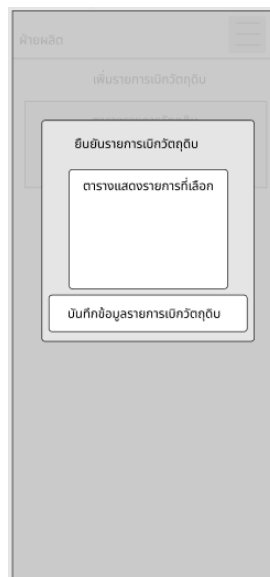 ฝ่ายผลิต
เพิ่มรายการเบิกวัตถุดิบ
ยืนยันรายการเบิกวัตถุดิบ
ตารางแสดงรายการที่เลือก
บันทึกข้อมูลรายการเบิกวัตถุดิบ